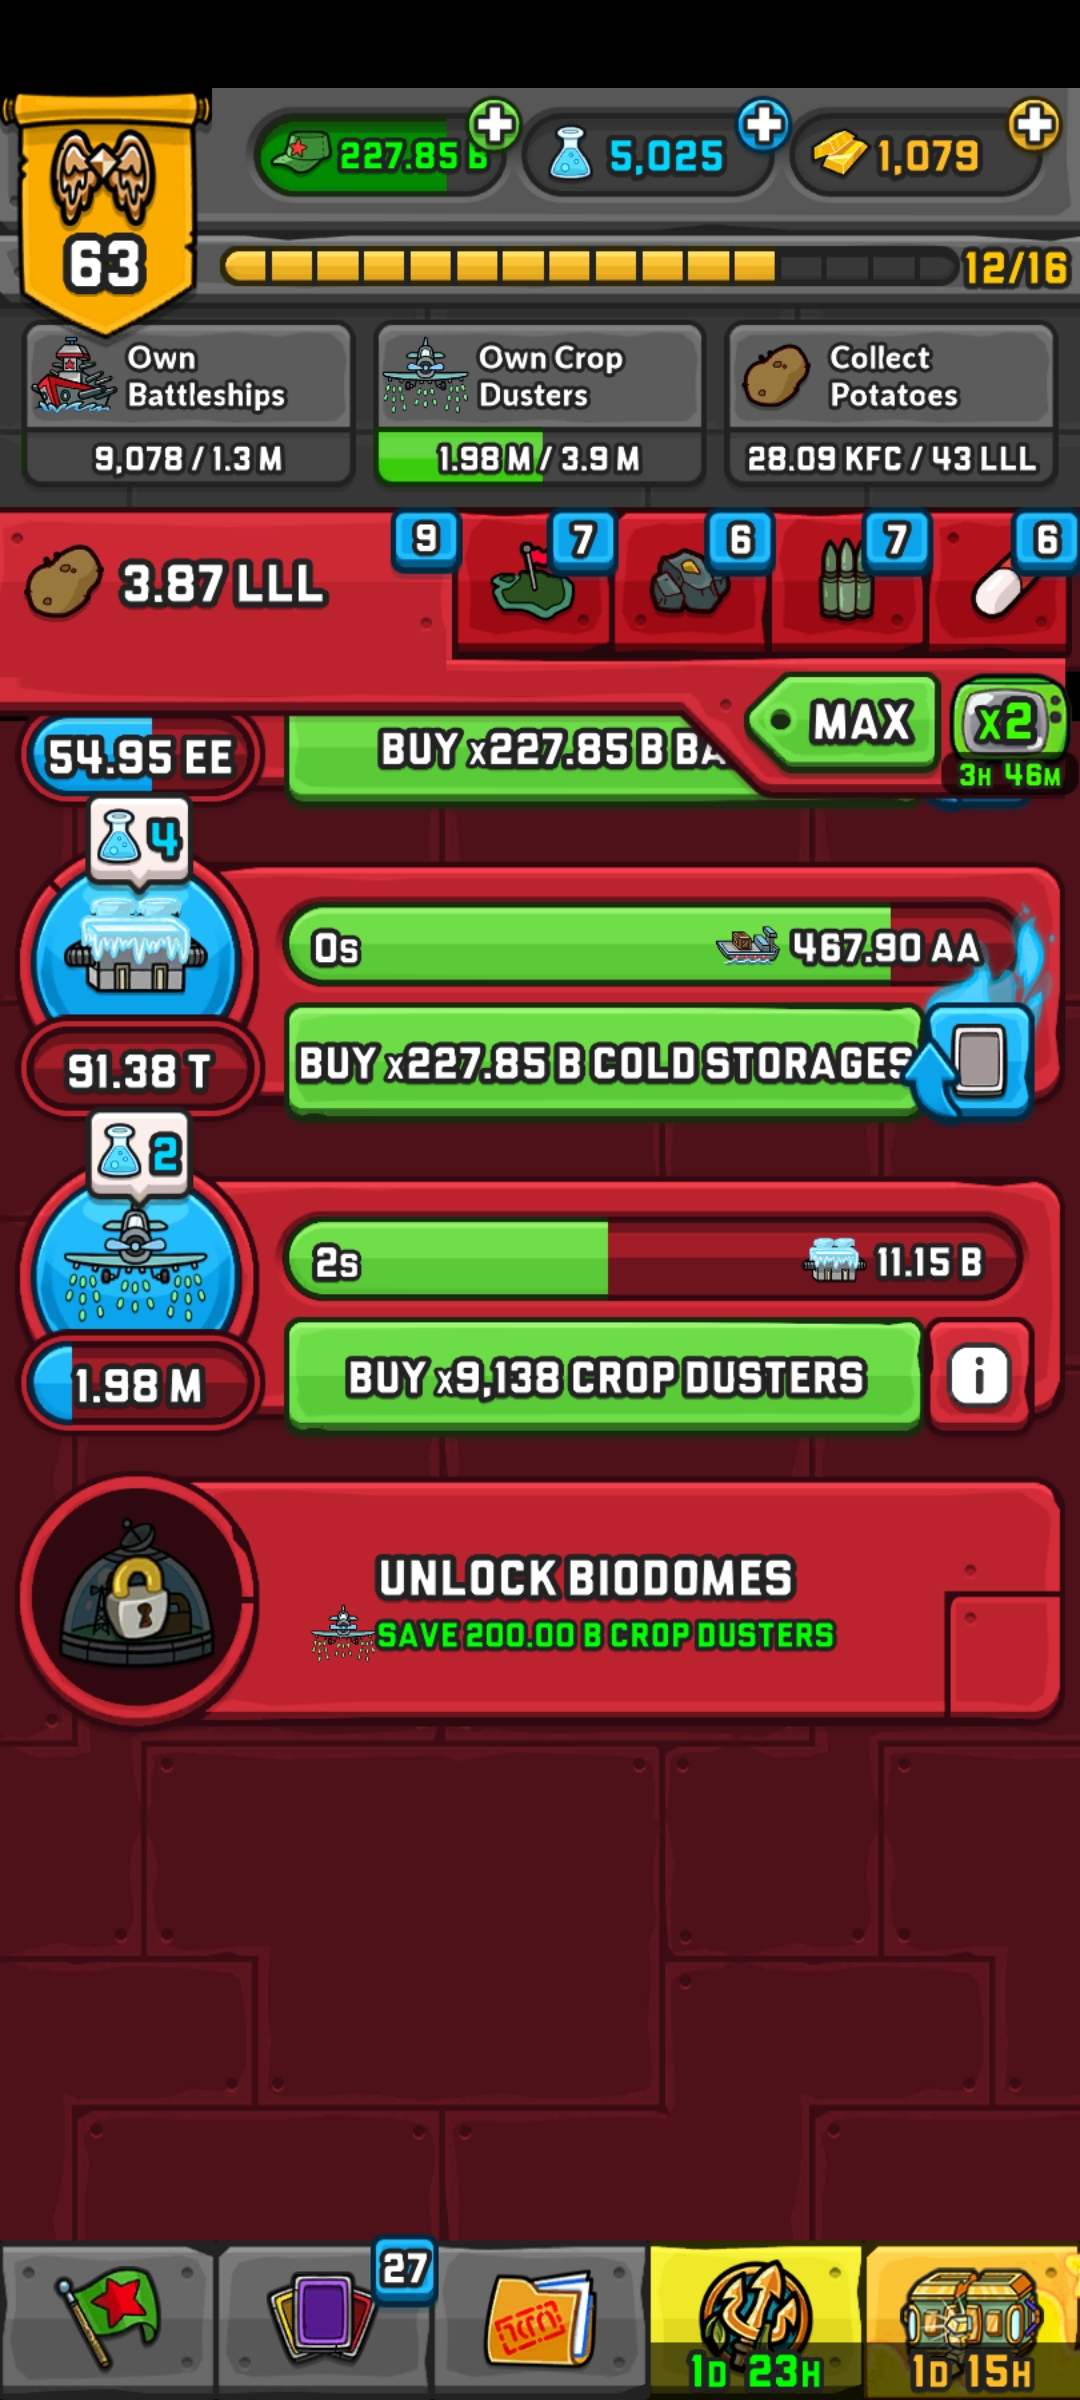 63
227.85 B
5,025
1,079
12/16
Own
Battleships
9,078 / 1.3 M
Own Crop
Dusters
1.98 M / 3.9 M
Collect
Potatoes
28.09 KFC / 43 LLL
3.87 LLL
9
7
6
7
6
MAX
x2
3H 46M
54.95 EE
BUY x227.85 B BA
4
0s
467.90 AA
91.38 T
BUY x227.85 B COLD STORAGES
2
2s
11.15 B
1.98 M
BUY x9,138 CROP DUSTERS
i
UNLOCK BIODOMES
SAVE 200.00 B CROP DUSTERS
27
1D 23H
1D 15H